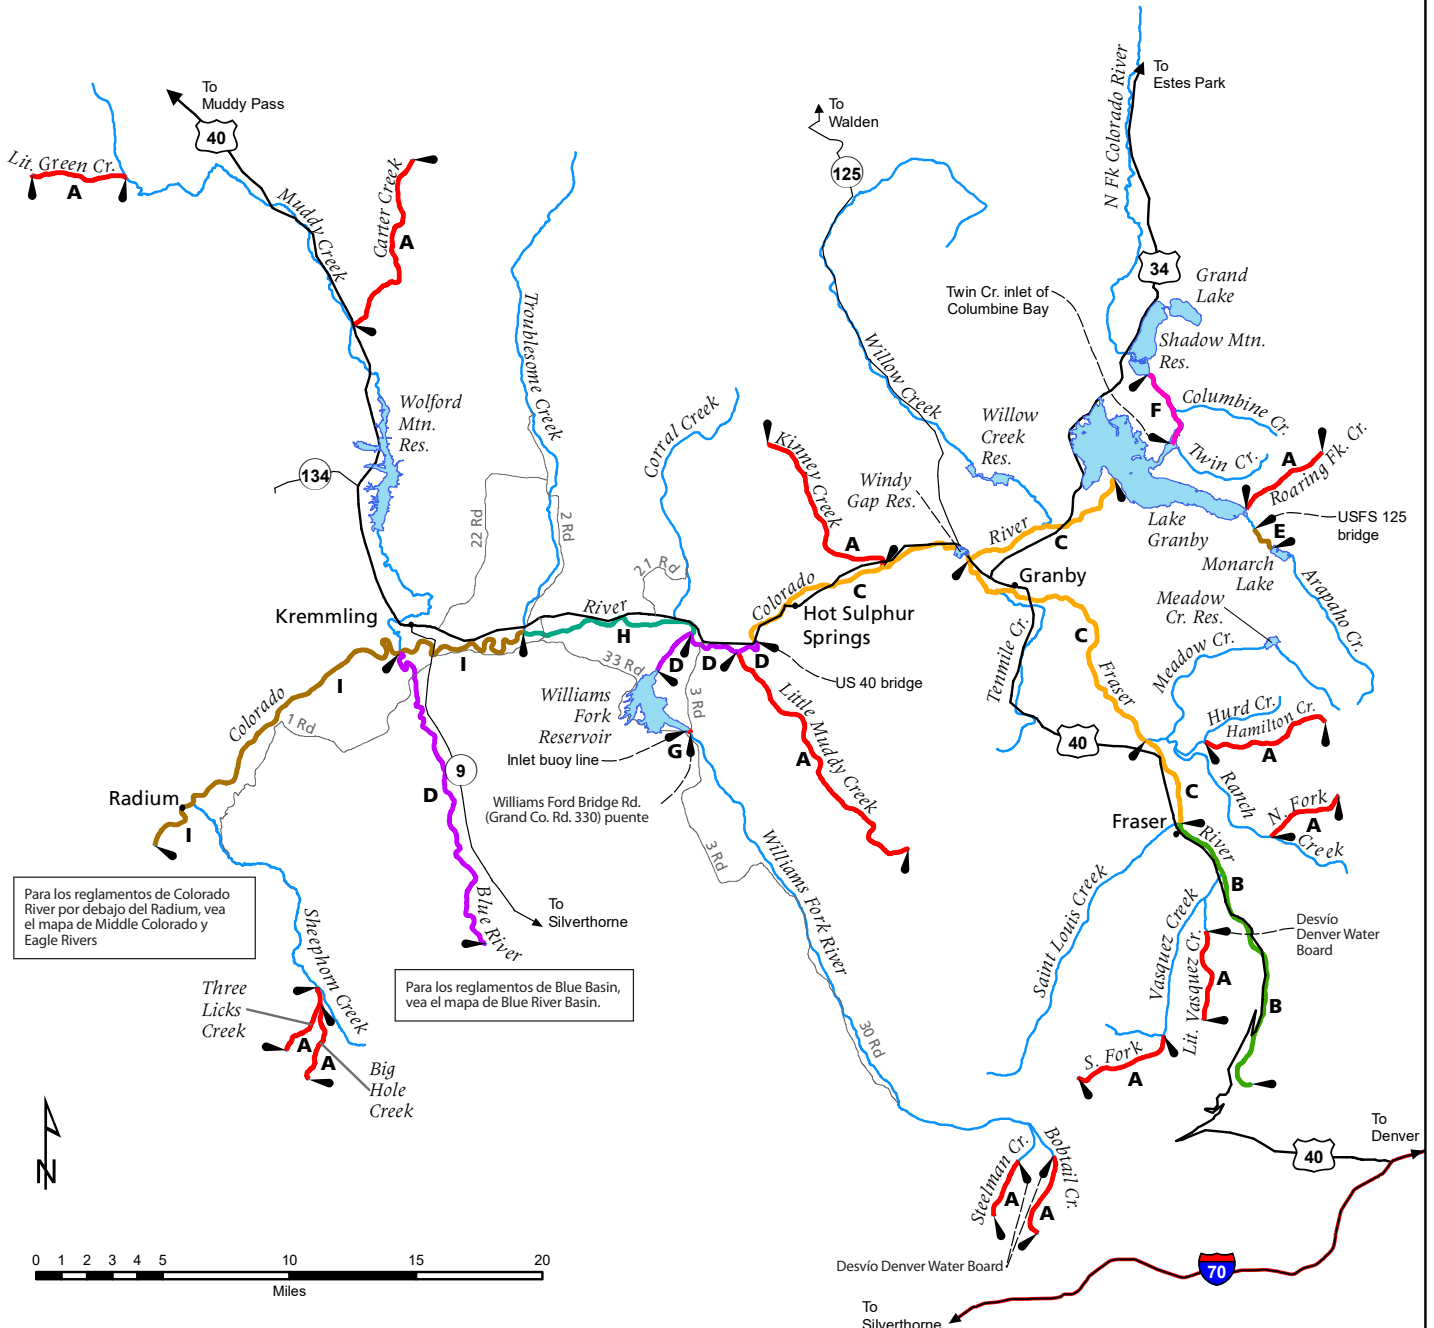 To
Muddy Pass
40
Lit. Green Cr.
A
Muddy Creek
Carter Creek
A
To
Walden
125
To
Estes Park
N Fk Colorado River
34
Grand
Lake
Twin Cr. inlet of
Columbine Bay
Shadow Mtn.
Res.
Troublesome Creek
Willow Creek
Wolford
Mtn.
Res.
Corral Creek
Willow
Creek
Res.
F
Columbine Cr.
Twin Cr.
A
Roaring Fk. Cr.
Kinney Creek
A
134
Windy
Gap Res.
22 Rd
2 Rd
River
C
Lake
Granby
E
USFS 125
bridge
Monarch
Lake
Arapaho Cr.
21 Rd
Colorado
C
Granby
Kremmling
River
H
Hot Sulphur
Springs
Meadow
Cr. Res.
Meadow Cr.
Tenmile Cr.
C
Fraser
I
I
33 Rd
D
D
D
US 40 bridge
Colorado
1 Rd
Williams
Fork
Reservoir
3 Rd
Little Muddy Creek
A
Hurd Cr.
Hamilton Cr.
A
40
G
Inlet buoy line
9
D
Williams Ford Bridge Rd.
(Grand Co. Rd. 330) puente
Radium
I
C
Ranch
Creek
N. Fork
A
Fraser
River
B
3 Rd
Williams Fork River
Para los reglamentos de Colorado
River por debajo del Radium, vea
el mapa de Middle Colorado y
Eagle Rivers
Blue River
To
Silverthorne
Saint Louis Creek
Vasquez Creek
Lit. Vasquez Cr.
A
Desvío
Denver Water
Board
B
Sheephorn Creek
Three
Licks
Creek
A
A
Big
Hole
Creek
Para los reglamentos de Blue Basin,
vea el mapa de Blue River Basin.
30 Rd
S. Fork
A
N
Steelman Cr.
A
Bobtail Cr.
A
To
Denver
40
0 1 2 3 4 5 10 15 20
Miles
Desvío Denver Water Board
70
To
Silverthorne